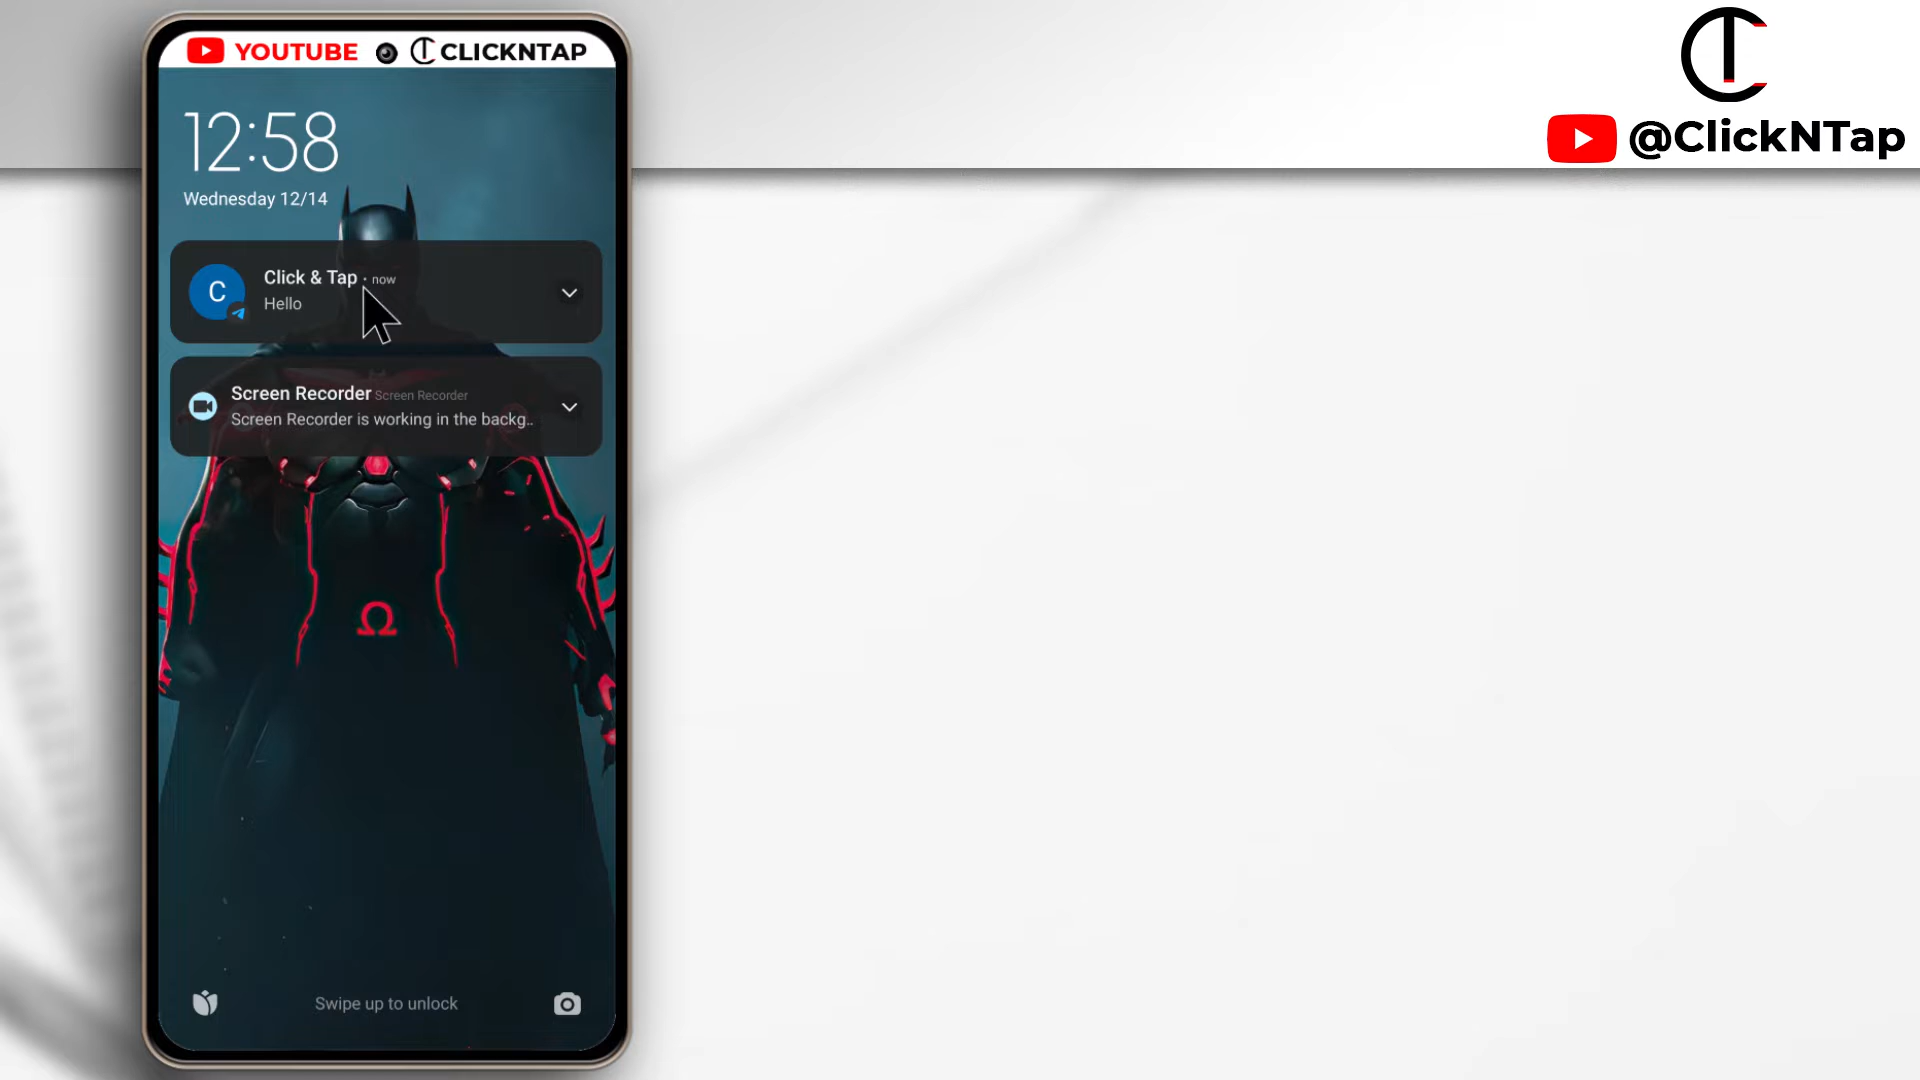 YOUTUBE CLICKNTAP
@ClickNTap
12:58
Wednesday 12/14
C
Click & Tap • now
Hello
Screen Recorder Screen Recorder
Screen Recorder is working in the backg..
Ω
Swipe up to unlock